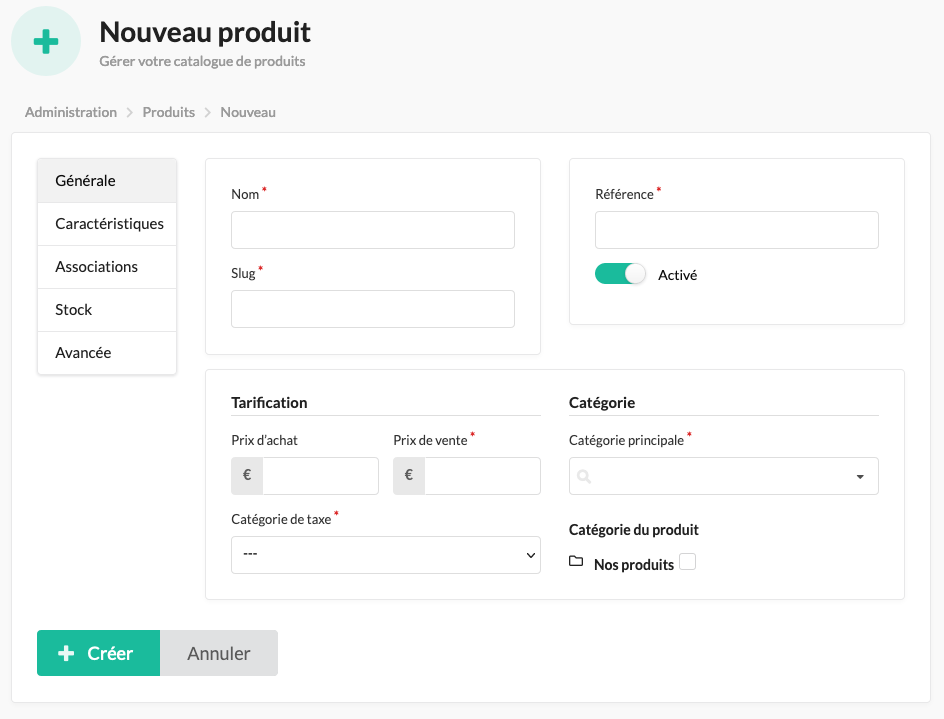 Nouveau produit
Gérer votre catalogue de produits
Administration > Produits > Nouveau
Générale
Caractéristiques
Associations
Stock
Avancée
Nom *
Slug *
Référence *
Activé
Tarification
Prix d'achat
Prix de vente *
€
€
Catégorie de taxe *
---
Catégorie
Catégorie principale *
Catégorie du produit
Nos produits
Créer
Annuler